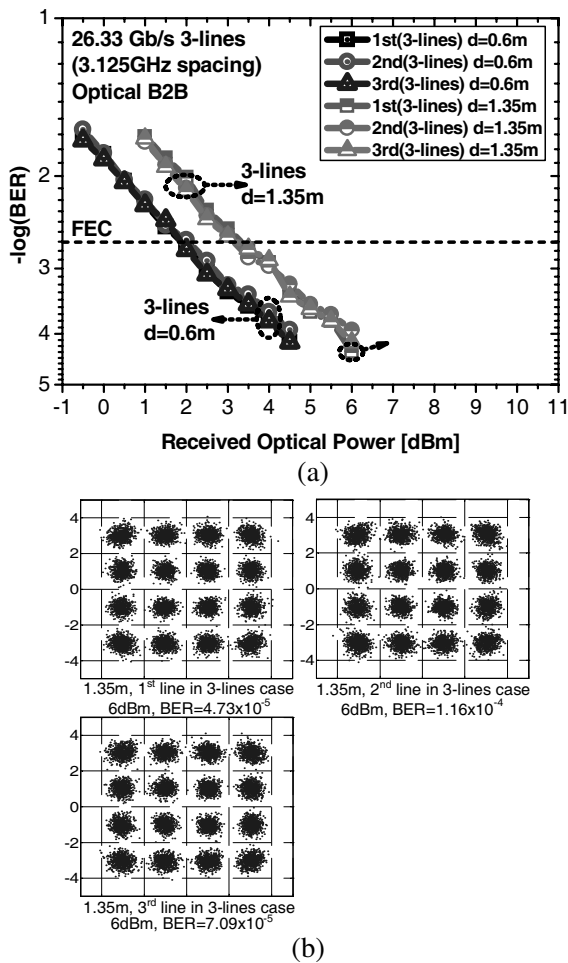 26.33 Gb/s 3-lines
(3.125GHz spacing)
Optical B2B
1st(3-lines) d=0.6m
2nd(3-lines) d=0.6m
3rd(3-lines) d=0.6m
1st(3-lines) d=1.35m
2nd(3-lines) d=1.35m
3rd(3-lines) d=1.35m
1
2
3
4
5
-log(BER)
3-lines
d=1.35m
FEC
3-lines
d=0.6m
-1 0 1 2 3 4 5 6 7 8 9 10 11
Received Optical Power [dBm]
(a)
4
2
0
-2
-4
1.35m, 1st line in 3-lines case
6dBm, BER=4.73x10-5
4
2
0
-2
-4
1.35m, 2nd line in 3-lines case
6dBm, BER=1.16x10-4
4
2
0
-2
-4
1.35m, 3rd line in 3-lines case
6dBm, BER=7.09x10-5
(b)